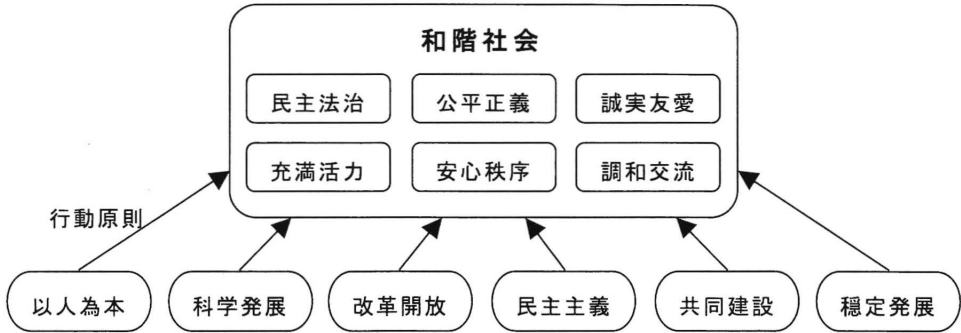 和階社会
民主法治 公平正義 誠実友愛
充満活力 安心秩序 調和交流
行動原則
以人為本 科学発展 改革開放 民主主義 共同建設 穏定発展